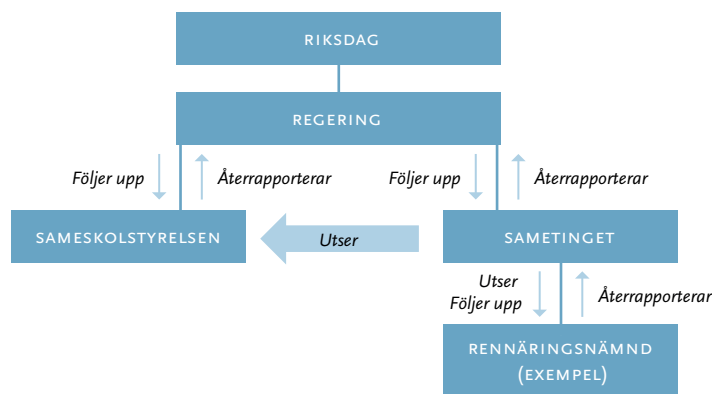 RIKSDAG
REGERING
Följer upp
Återrapporterar
Följer upp
Återrapporterar
SAMESKOLSTYRELSEN
Utser
SAMETINGET
Utser
Följer upp
Återrapporterar
RENNÄRINGSNÄMND
(EXEMPEL)